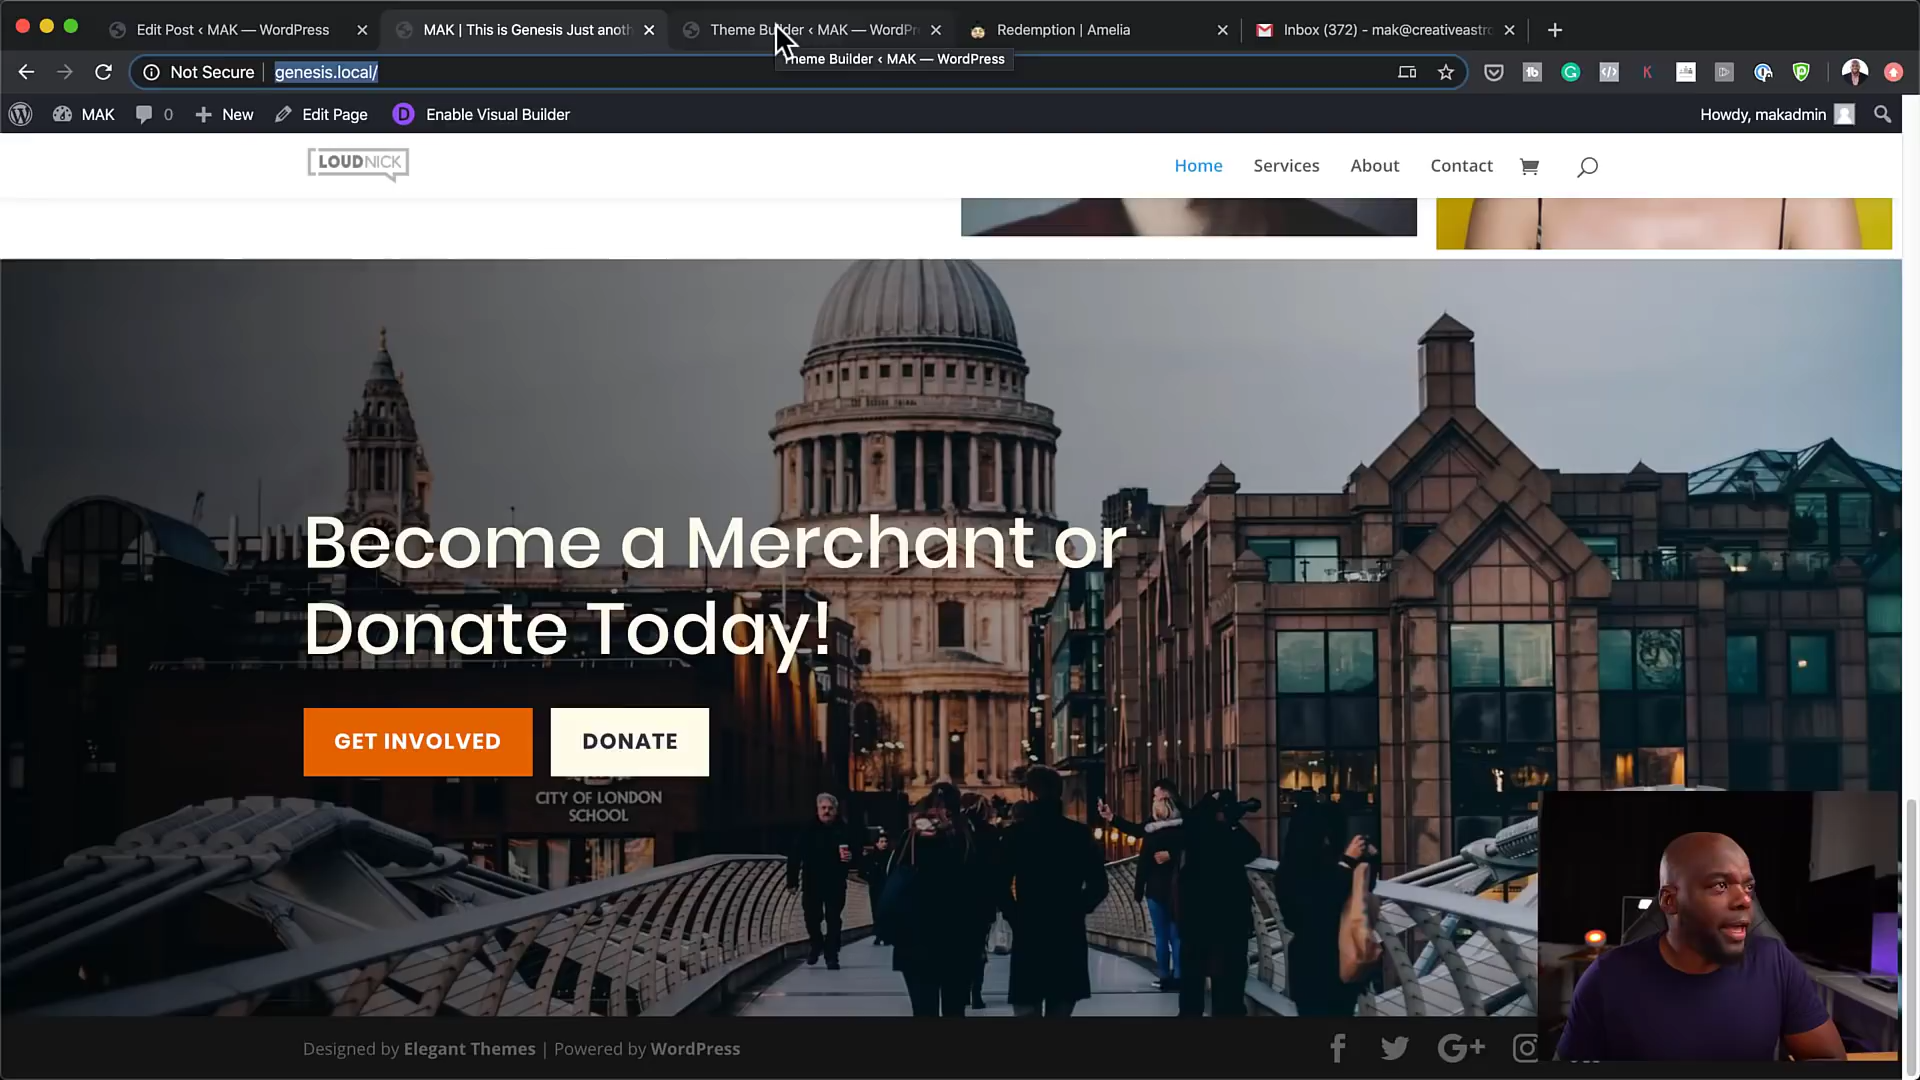 Edit Post ‹ MAK — WordPress
MAK | This is Genesis Just anoth
Theme Builder ‹ MAK — WordPr
Redemption | Amelia
Inbox (372) - mak@creativeastro
Theme Builder ‹ MAK — WordPress
Not Secure
genesis.local/
MAK
0
New
Edit Page
D
Enable Visual Builder
Howdy, makadmin
LOUDNICK
Home
Services
About
Contact
Become a Merchant or
Donate Today!
GET INVOLVED
DONATE
CITY OF LONDON
SCHOOL
Designed by Elegant Themes | Powered by WordPress